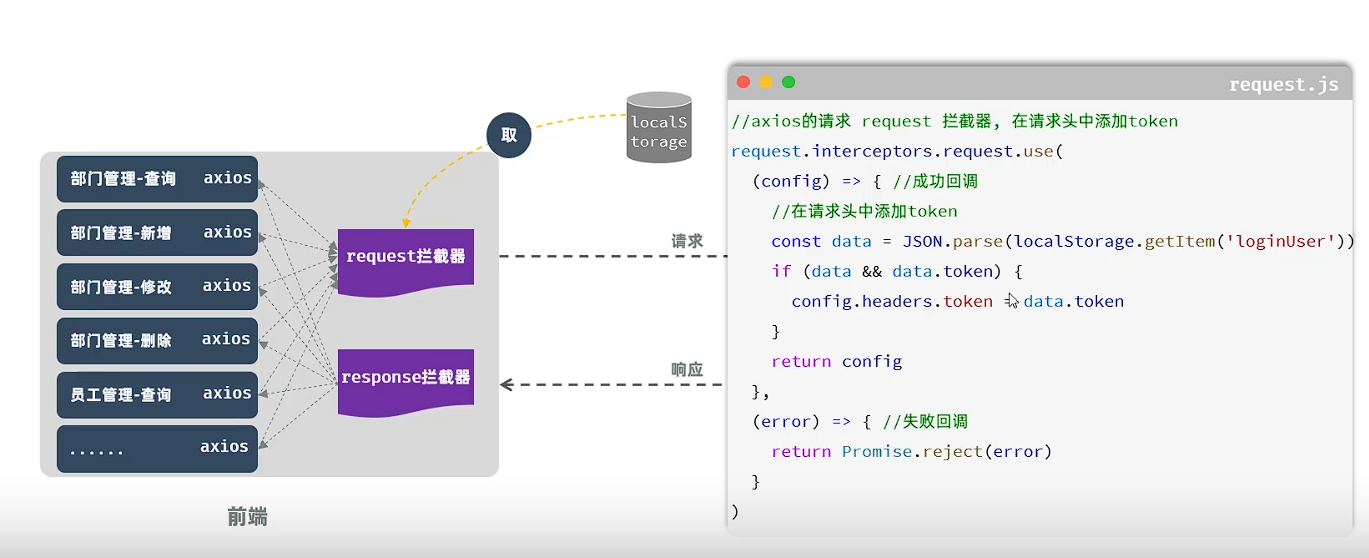 部门管理-查询 axios
部门管理-新增 axios
部门管理-修改 axios
部门管理-删除 axios
员工管理-查询 axios
...... axios
前端
取
localS
torage
request拦截器
response拦截器
请求
响应
request.js
//axios的请求 request 拦截器, 在请求头中添加token
request.interceptors.request.use(
(config) => { //成功回调
//在请求头中添加token
const data = JSON.parse(localStorage.getItem('loginUser'))
if (data && data.token) {
config.headers.token = data.token
}
return config
},
(error) => { //失败回调
return Promise.reject(error)
}
)